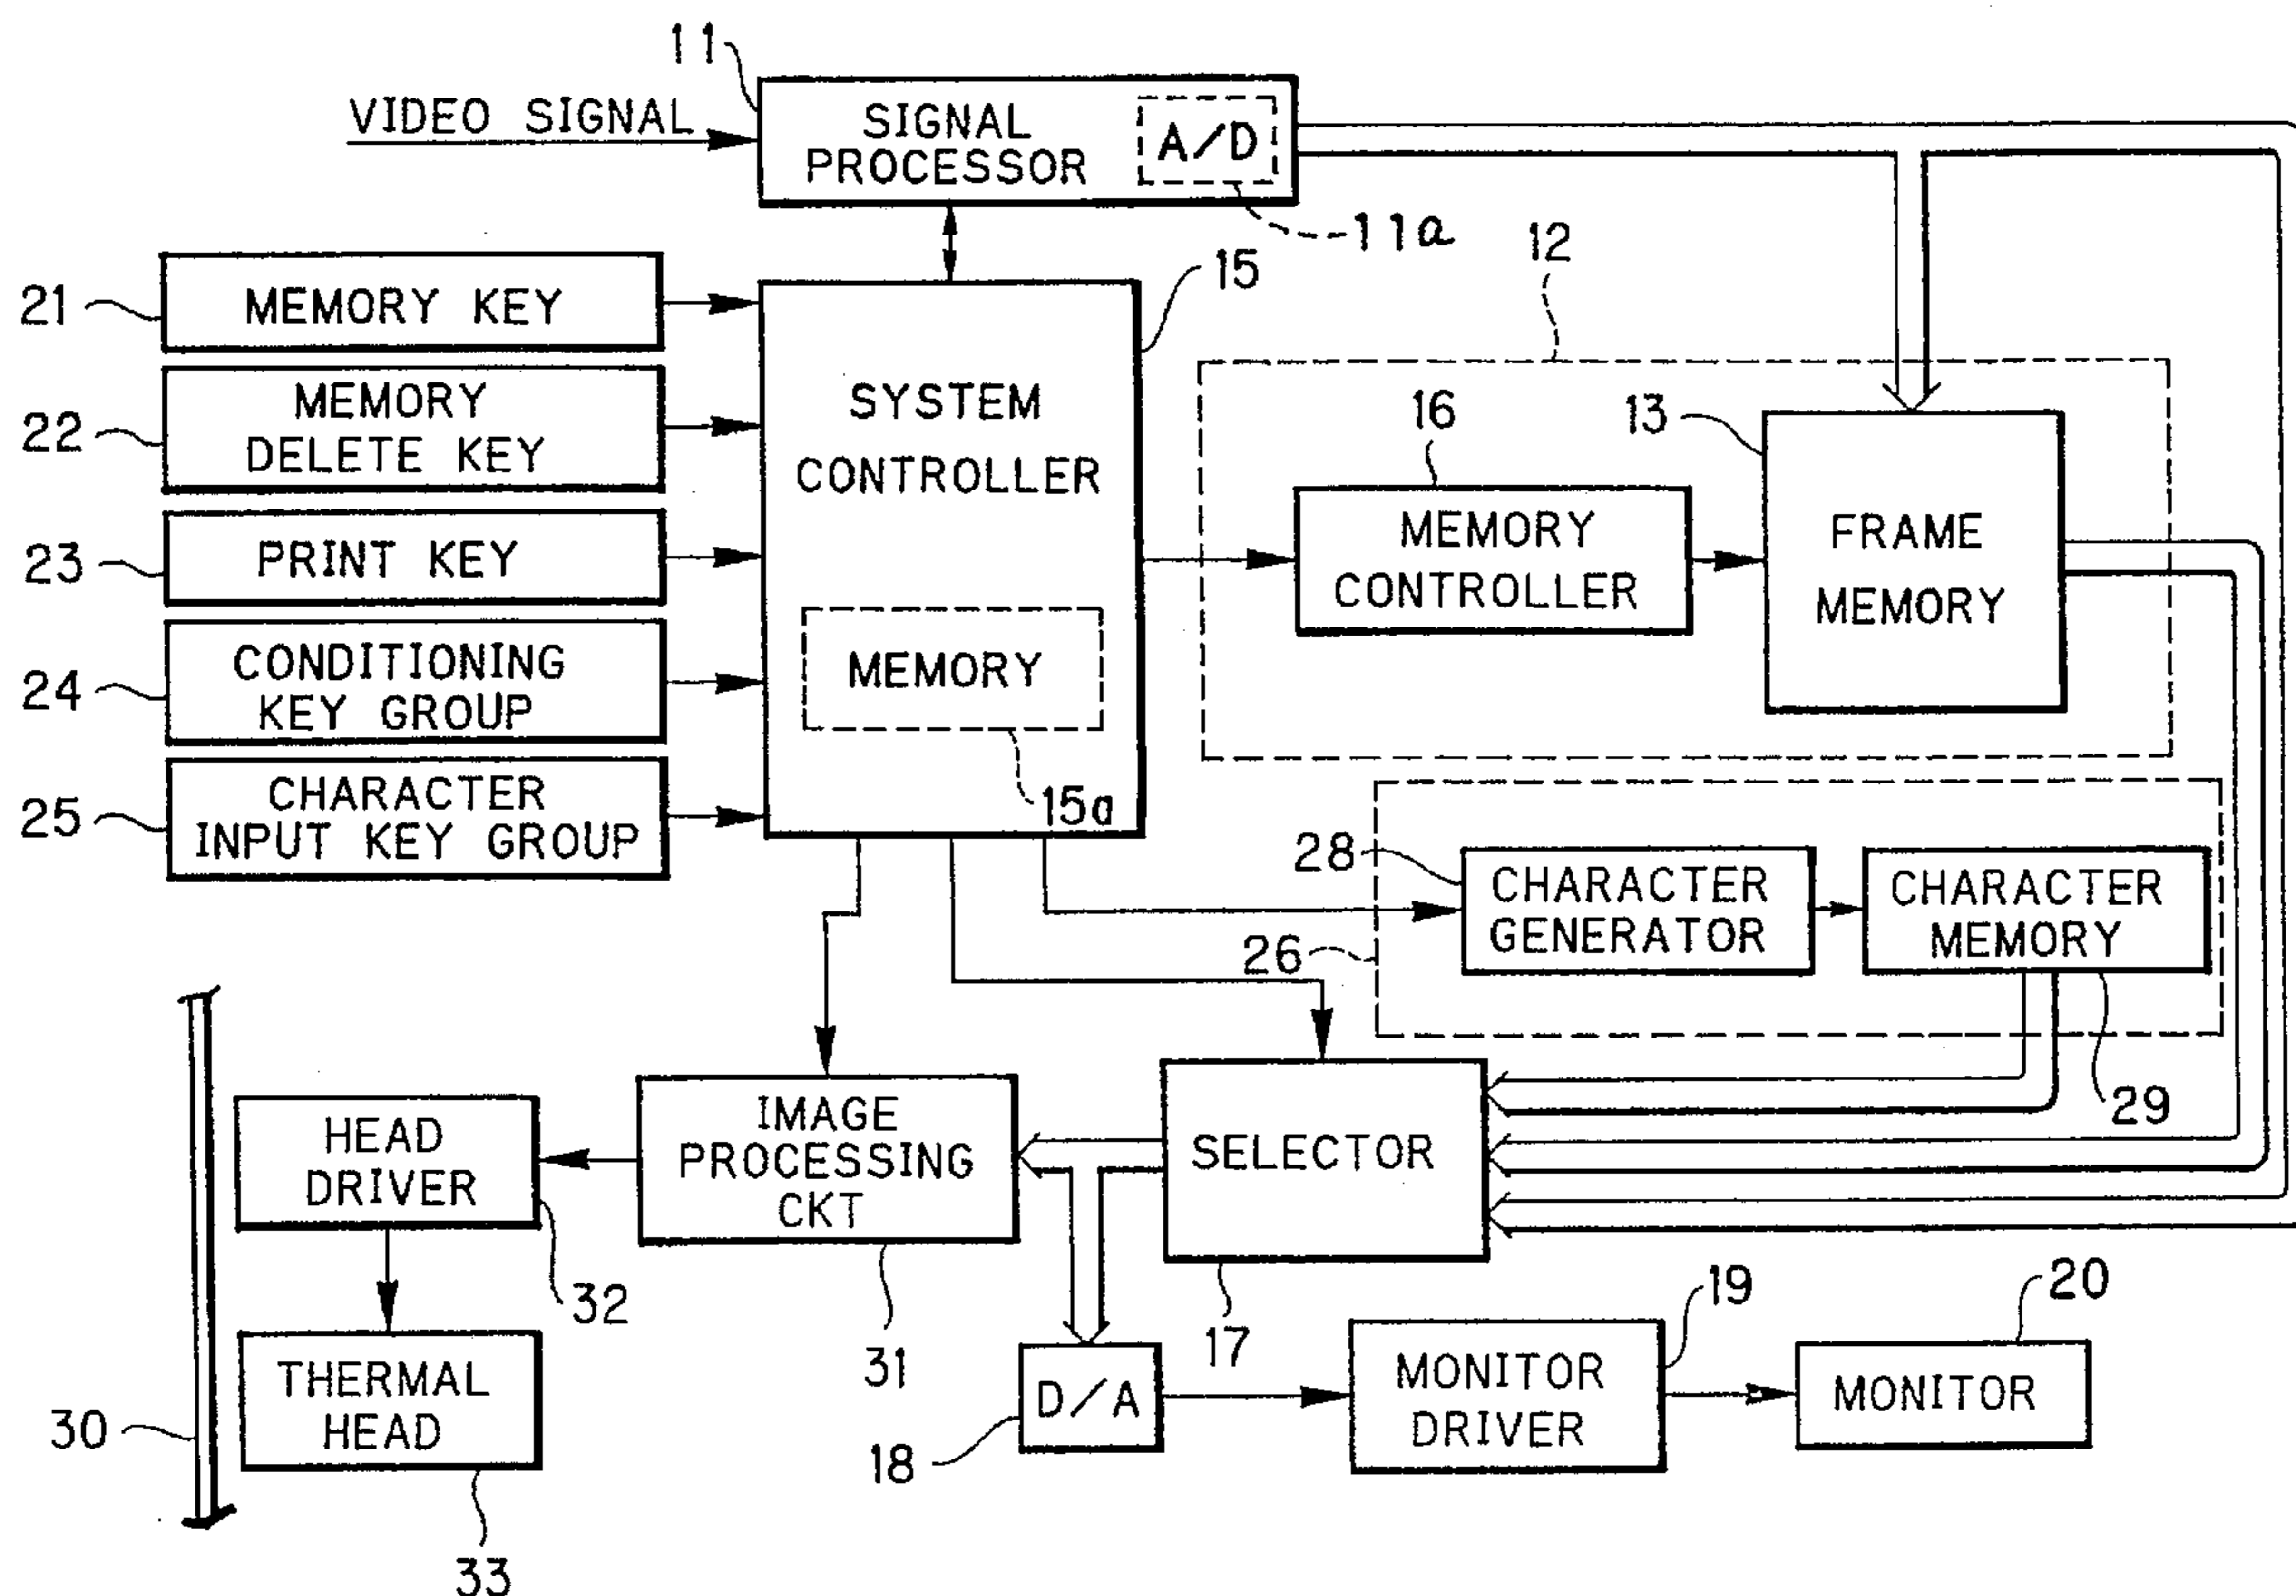 11
VIDEO SIGNAL
SIGNAL
PROCESSOR
A/D
11a
12
15
21
MEMORY KEY
22
MEMORY
DELETE KEY
23
PRINT KEY
24
CONDITIONING
KEY GROUP
25
CHARACTER
INPUT KEY GROUP
SYSTEM
CONTROLLER
MEMORY
15a
16
MEMORY
CONTROLLER
13
FRAME
MEMORY
28
CHARACTER
GENERATOR
CHARACTER
MEMORY
26
29
HEAD
DRIVER
32
IMAGE
PROCESSING
CKT
31
SELECTOR
17
30
THERMAL
HEAD
33
D/A
18
MONITOR
DRIVER
19
MONITOR
20